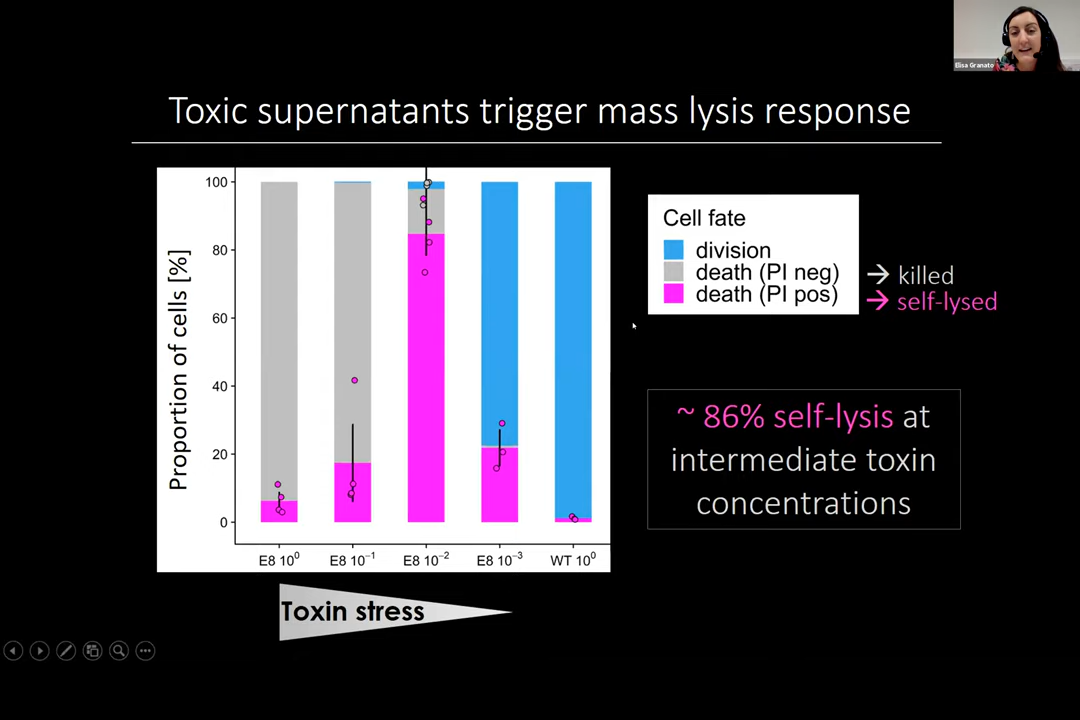 Elisa Granato
Toxic supernatants trigger mass lysis response
Proportion of cells [%]
100
80
60
40
20
0
E8 10⁰
E8 10⁻¹
E8 10⁻²
E8 10⁻³
WT 10⁰
Toxin stress
Cell fate
division
death (PI neg)
death (PI pos)
→ killed
→ self-lysed
~ 86% self-lysis at
intermediate toxin
concentrations